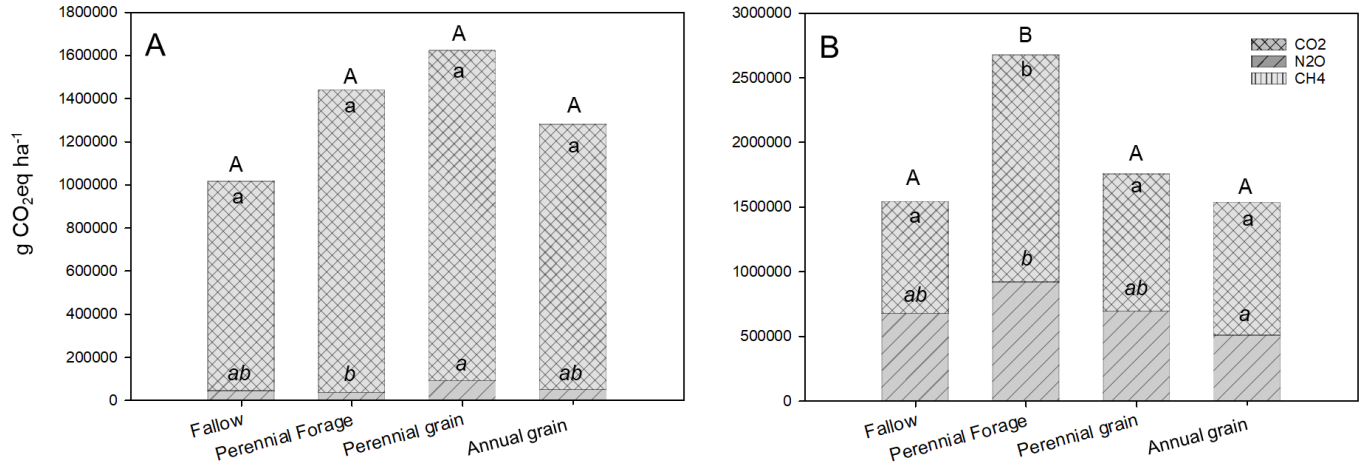 A
g CO₂eq ha⁻¹
1800000
1600000
1400000
1200000
1000000
800000
600000
400000
200000
0
A
a
ab
A
a
b
A
a
a
A
a
ab
Fallow
Perennial Forage
Perennial grain
Annual grain
B
3000000
2500000
2000000
1500000
1000000
500000
0
A
a
ab
B
b
b
A
a
ab
A
a
a
CO2
N2O
CH4
Fallow
Perennial Forage
Perennial grain
Annual grain